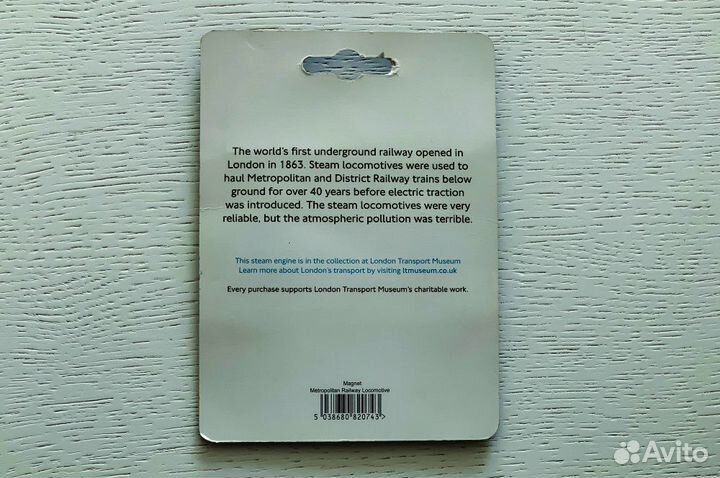 The world's first underground railway opened in
London in 1863. Steam locomotives were used to
haul Metropolitan and District Railway trains below
ground for over 40 years before electric traction
was introduced. The steam locomotives were very
reliable, but the atmospheric pollution was terrible.
This steam engine is in the collection at London Transport Museum
Learn more about London's transport by visiting ltmuseum.co.uk
Every purchase supports London Transport Museum's charitable work.
Magnet
Metropolitan Railway Locomotive
5 038680 820743>
Avito